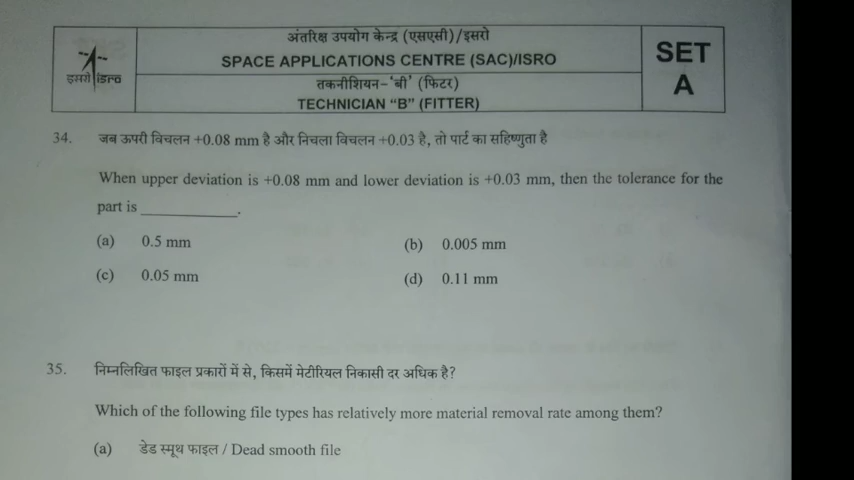 अंतरिक्ष उपयोग केन्द्र (एसएसी)/इसरो
SPACE APPLICATIONS CENTRE (SAC)/ISRO
तकनीशियन-'बी' (फिटर)
TECHNICIAN "B" (FITTER)
SET
A
इसरो isro
34. जब ऊपरी विचलन +0.08 mm है और निचला विचलन +0.03 है, तो पार्ट का सहिष्णुता है
When upper deviation is +0.08 mm and lower deviation is +0.03 mm, then the tolerance for the
part is ____________.
(a) 0.5 mm (b) 0.005 mm
(c) 0.05 mm (d) 0.11 mm
35. निम्नलिखित फाइल प्रकारों में से, किसमें मेटीरियल निकासी दर अधिक है?
Which of the following file types has relatively more material removal rate among them?
(a) डेड स्मूथ फाइल / Dead smooth file